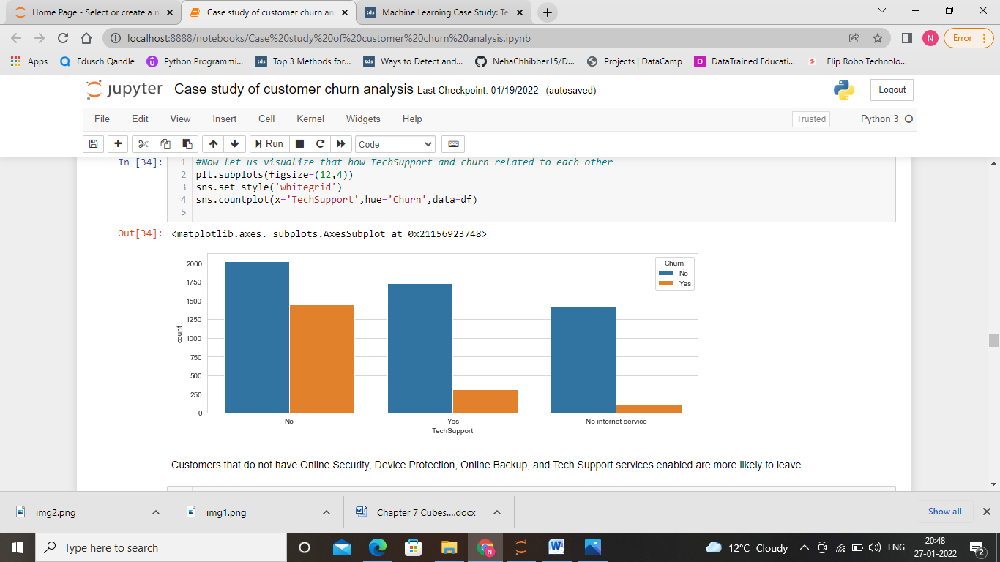 Home Page - Select or create a n
Case study of customer churn an
Machine Learning Case Study: Tel
localhost:8888/notebooks/Case%20study%20of%20customer%20churn%20analysis.ipynb
N
Error
Apps
Edusch Qandle
Python Programmi...
tds
Top 3 Methods for...
tds
Ways to Detect and...
NehaChhibber15/D...
Projects | DataCamp
D
DataTrained Educati...
Flip Robo Technolo...
jupyter Case study of customer churn analysis Last Checkpoint: 01/19/2022 (autosaved)
Logout
File Edit View Insert Cell Kernel Widgets Help
Trusted
Python 3
Run
Code
In [34]:
1 #Now let us visualize that how TechSupport and churn related to each other
2 plt.subplots(figsize=(12,4))
3 sns.set_style('whitegrid')
4 sns.countplot(x='TechSupport',hue='Churn',data=df)
5
Out[34]: <matplotlib.axes._subplots.AxesSubplot at 0x21156923748>
Churn
No
Yes
2000
1750
1500
1250
1000
750
500
250
0
count
No Yes No internet service
TechSupport
Customers that do not have Online Security, Device Protection, Online Backup, and Tech Support services enabled are more likely to leave
img2.png
img1.png
Chapter 7 Cubes....docx
Show all
Type here to search
12°C Cloudy
ENG
20:48
27-01-2022
2